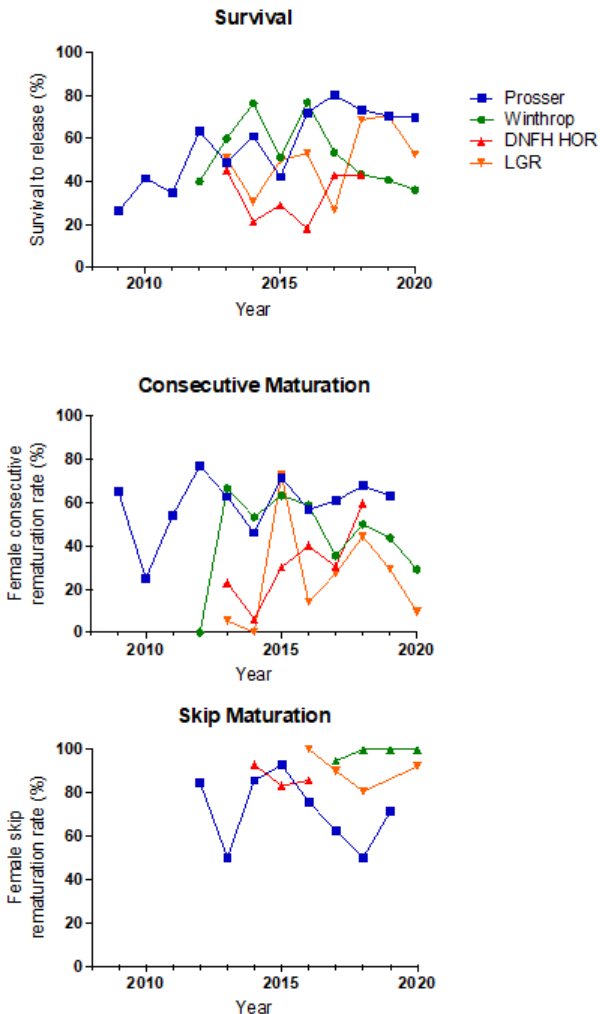 Survival
100
80
60
40
20
0
Survival to release (%)
2010
2015
2020
Year
Prosser
Winthrop
DNFH HOR
LGR
Consecutive Maturation
100
80
60
40
20
0
Female consecutive
rematuration rate (%)
2010
2015
2020
Year
Skip Maturation
100
80
60
40
20
0
Female skip
rematuration rate (%)
2010
2015
2020
Year